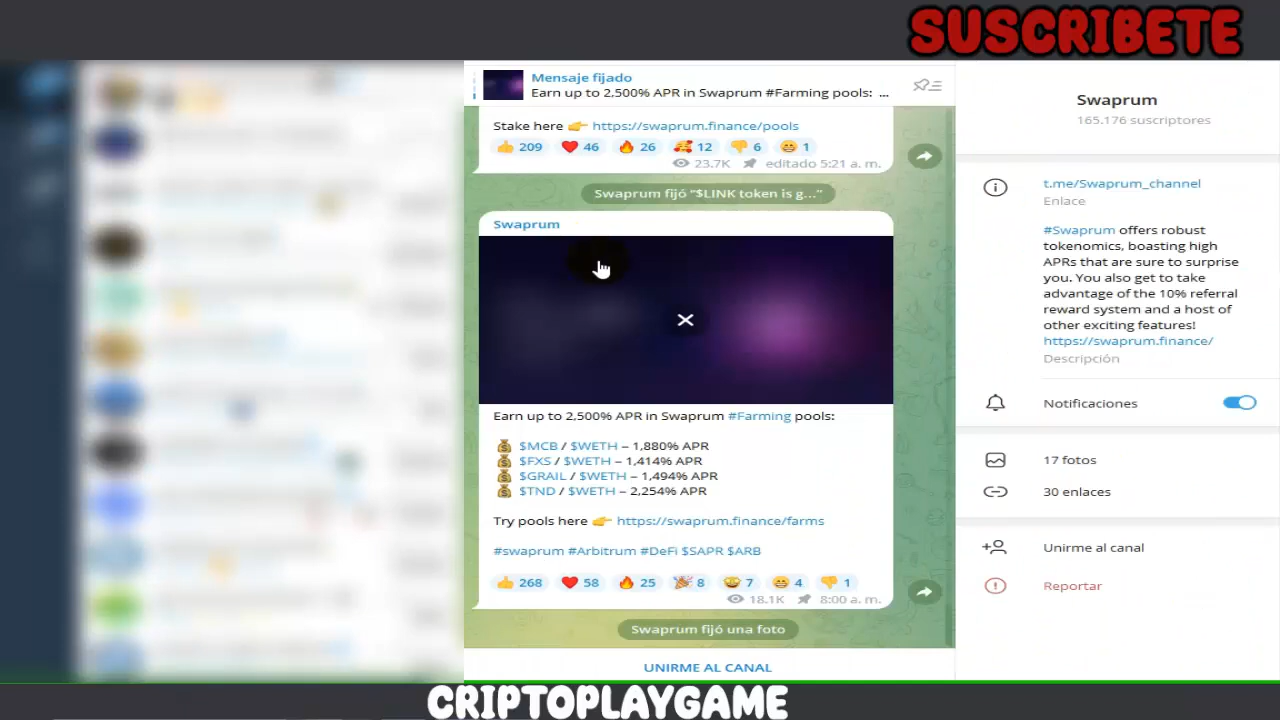 SUSCRIBETE
Mensaje fijado
Earn up to 2,500% APR in Swaprum #Farming pools: ...
Stake here 👉 https://swaprum.finance/pools
👍 209 ❤️ 46 🔥 26 🥰 12 👎 6 😁 1
23.7K editado 5:21 a. m.
Swaprum fijó "$LINK token is g..."
Swaprum
Earn up to 2,500% APR in Swaprum #Farming pools:
💰 $MCB / $WETH – 1,880% APR
💰 $FXS / $WETH – 1,414% APR
💰 $GRAIL / $WETH – 1,494% APR
💰 $TND / $WETH – 2,254% APR
Try pools here 👉 https://swaprum.finance/farms
#swaprum #Arbitrum #DeFi $SAPR $ARB
👍 268 ❤️ 58 🔥 25 🎉 8 🤪 7 😁 4 👎 1
18.1K 8:00 a. m.
Swaprum fijó una foto
UNIRME AL CANAL
Swaprum
165.176 suscriptores
t.me/Swaprum_channel
Enlace
#Swaprum offers robust
tokenomics, boasting high
APRs that are sure to surprise
you. You also get to take
advantage of the 10% referral
reward system and a host of
other exciting features!
https://swaprum.finance/
Descripción
Notificaciones
17 fotos
30 enlaces
Unirme al canal
Reportar
CRIPTOPLAYGAME